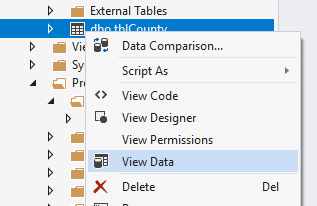 External Tables
dbo.tblCounty
Data Comparison...
Vie
Script As
Sy
Pro
View Code
View Designer
View Permissions
View Data
Delete Del